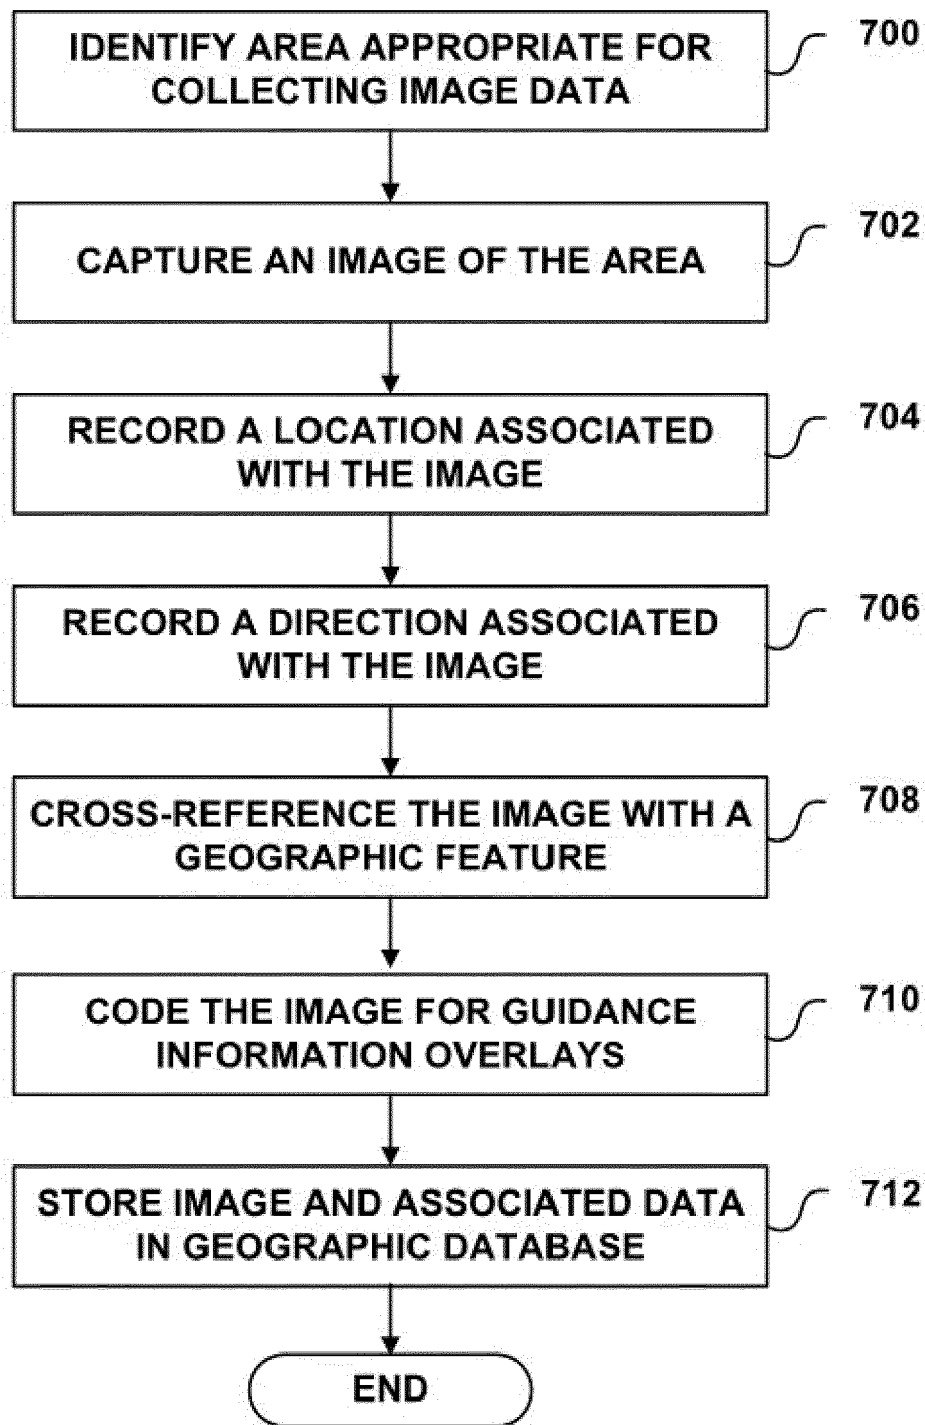 IDENTIFY AREA APPROPRIATE FOR
COLLECTING IMAGE DATA
700
CAPTURE AN IMAGE OF THE AREA
702
RECORD A LOCATION ASSOCIATED
WITH THE IMAGE
704
RECORD A DIRECTION ASSOCIATED
WITH THE IMAGE
706
CROSS-REFERENCE THE IMAGE WITH A
GEOGRAPHIC FEATURE
708
CODE THE IMAGE FOR GUIDANCE
INFORMATION OVERLAYS
710
STORE IMAGE AND ASSOCIATED DATA
IN GEOGRAPHIC DATABASE
712
END